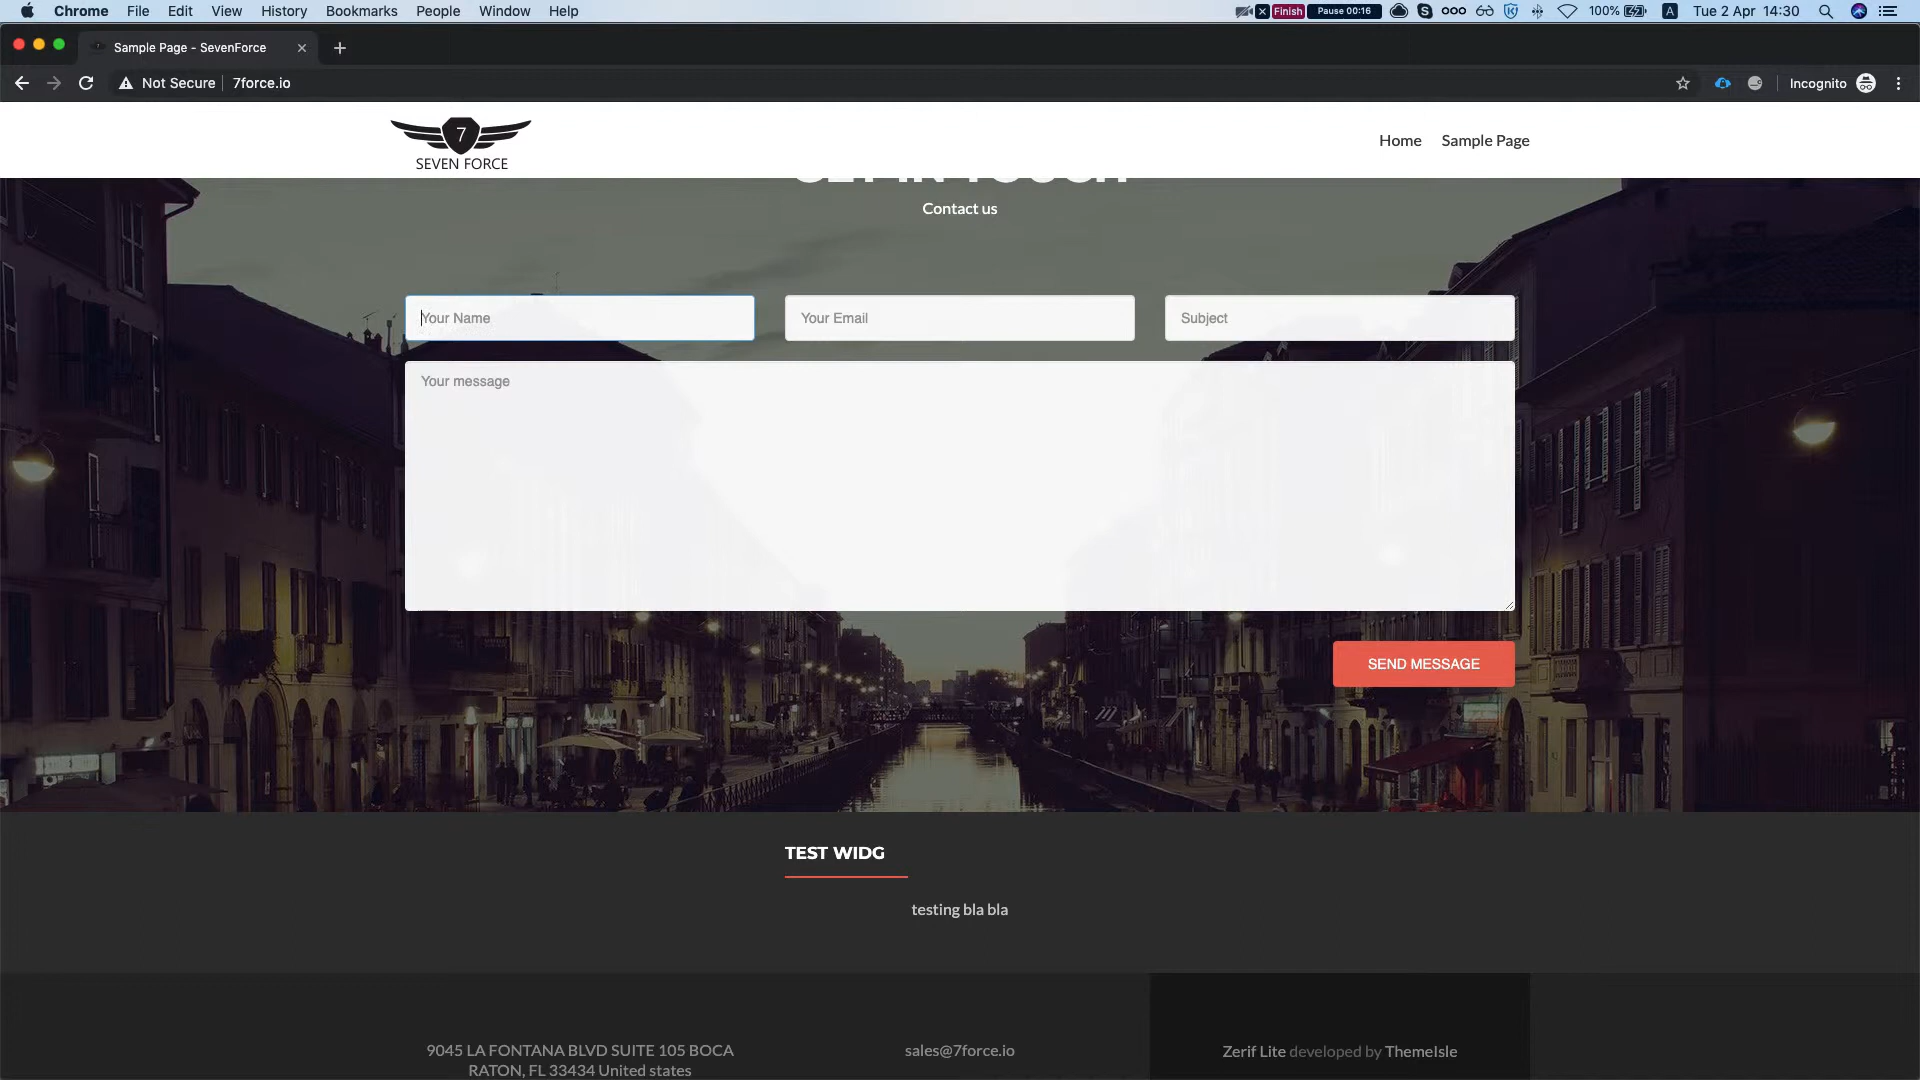 Chrome File Edit View History Bookmarks People Window Help
Finish Pause 00:16 100% A Tue 2 Apr 14:30
Sample Page - SevenForce
Not Secure 7force.io Incognito
7
SEVEN FORCE
Home Sample Page
GET IN TOUCH
Contact us
Your Name Your Email Subject
Your message
SEND MESSAGE
TEST WIDG
testing bla bla
9045 LA FONTANA BLVD SUITE 105 BOCA
RATON, FL 33434 United states
sales@7force.io
Zerif Lite developed by ThemeIsle